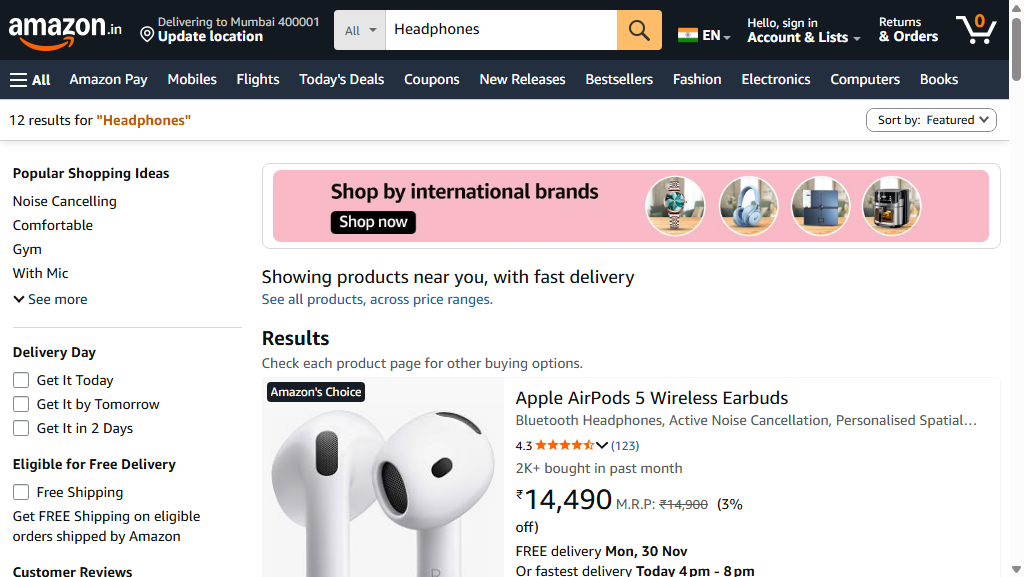 amazon.in
Delivering to Mumbai 400001
Update location
All
Headphones
EN
Hello, sign in
Account & Lists
Returns
& Orders
0
All
Amazon Pay
Mobiles
Flights
Today's Deals
Coupons
New Releases
Bestsellers
Fashion
Electronics
Computers
Books
12 results for "Headphones"
Sort by: Featured
Popular Shopping Ideas
Noise Cancelling
Comfortable
Gym
With Mic
See more
Delivery Day
Get It Today
Get It by Tomorrow
Get It in 2 Days
Eligible for Free Delivery
Free Shipping
Get FREE Shipping on eligible
orders shipped by Amazon
Customer Reviews
Shop by international brands
Shop now
Showing products near you, with fast delivery
See all products, across price ranges.
Results
Check each product page for other buying options.
Amazon's Choice
Apple AirPods 5 Wireless Earbuds
Bluetooth Headphones, Active Noise Cancellation, Personalised Spatial…
4.3 (123)
2K+ bought in past month
₹14,490 M.R.P: ₹14,900 (3%
off)
FREE delivery Mon, 30 Nov
Or fastest delivery Today 4 pm - 8 pm